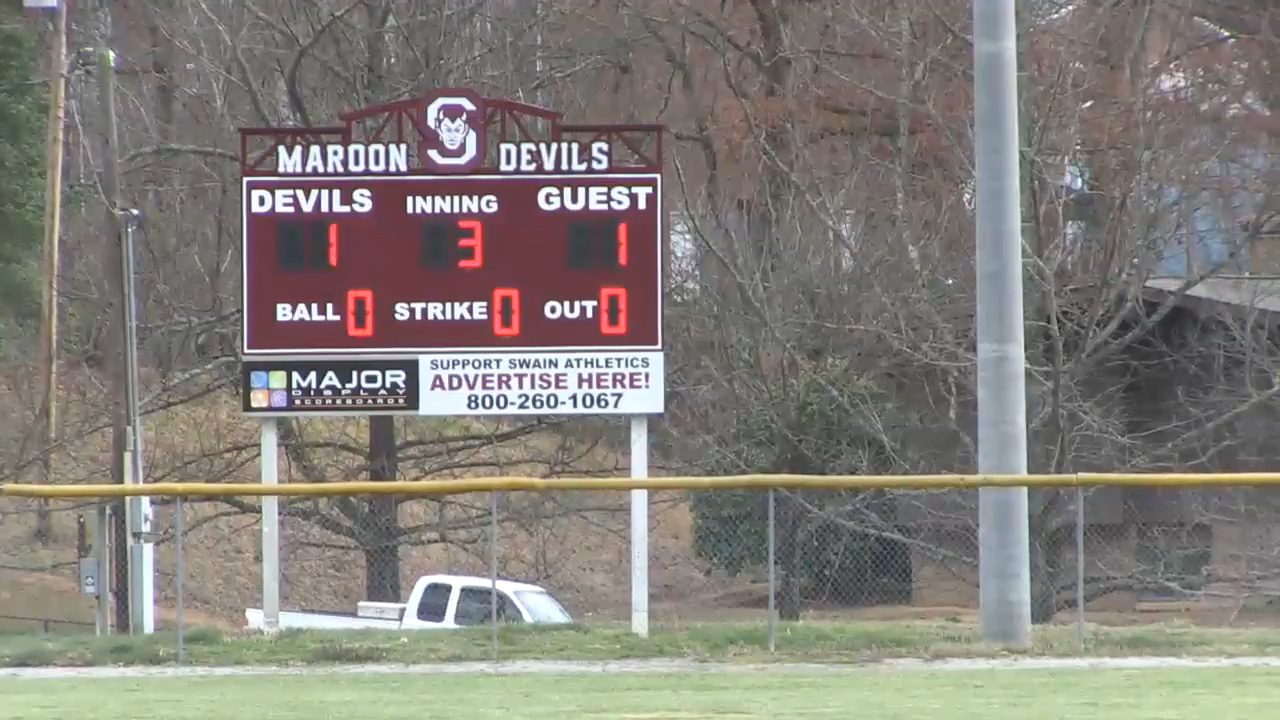 S
MAROON DEVILS
DEVILS INNING GUEST
1 3 1
BALL 0 STRIKE 0 OUT 0
MAJOR
DISPLAY
SCOREBOARDS
SUPPORT SWAIN ATHLETICS
ADVERTISE HERE!
800-260-1067